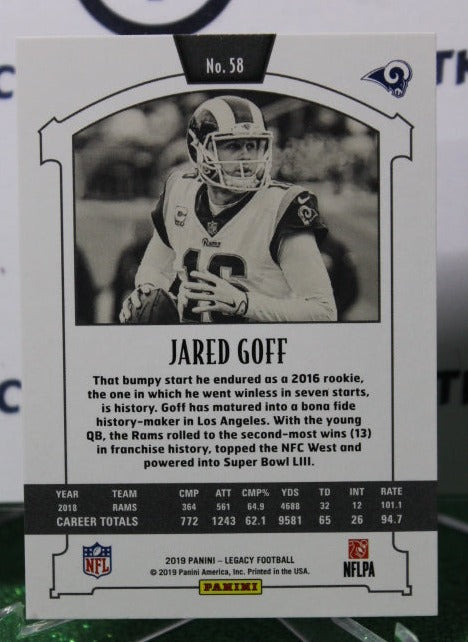 No. 58
Rams
16
JARED GOFF
That bumpy start he endured as a 2016 rookie,
the one in which he went winless in seven starts,
is history. Goff has matured into a bona fide
history-maker in Los Angeles. With the young
QB, the Rams rolled to the second-most wins (13)
in franchise history, topped the NFC West and
powered into Super Bowl LIII.
YEAR TEAM CMP ATT CMP% YDS TD INT RATE
2018 RAMS 364 561 64.9 4688 32 12 101.1
CAREER TOTALS 772 1243 62.1 9581 65 26 94.7
NFL
2019 PANINI – LEGACY FOOTBALL
© 2019 Panini America, Inc. Printed in the USA.
PANINI
NFLPA